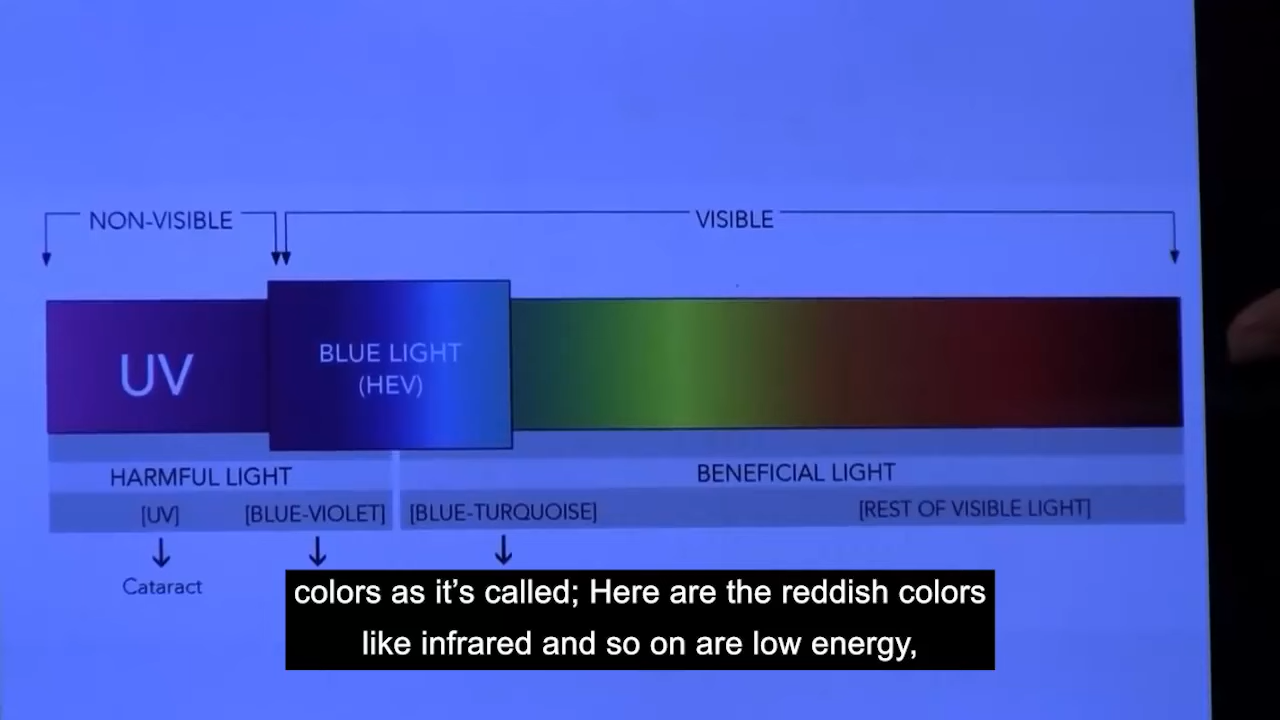 NON-VISIBLE
VISIBLE
UV
BLUE LIGHT
(HEV)
HARMFUL LIGHT
BENEFICIAL LIGHT
[UV]
[BLUE-VIOLET]
[BLUE-TURQUOISE]
[REST OF VISIBLE LIGHT]
Cataract
colors as it’s called; Here are the reddish colors
like infrared and so on are low energy,